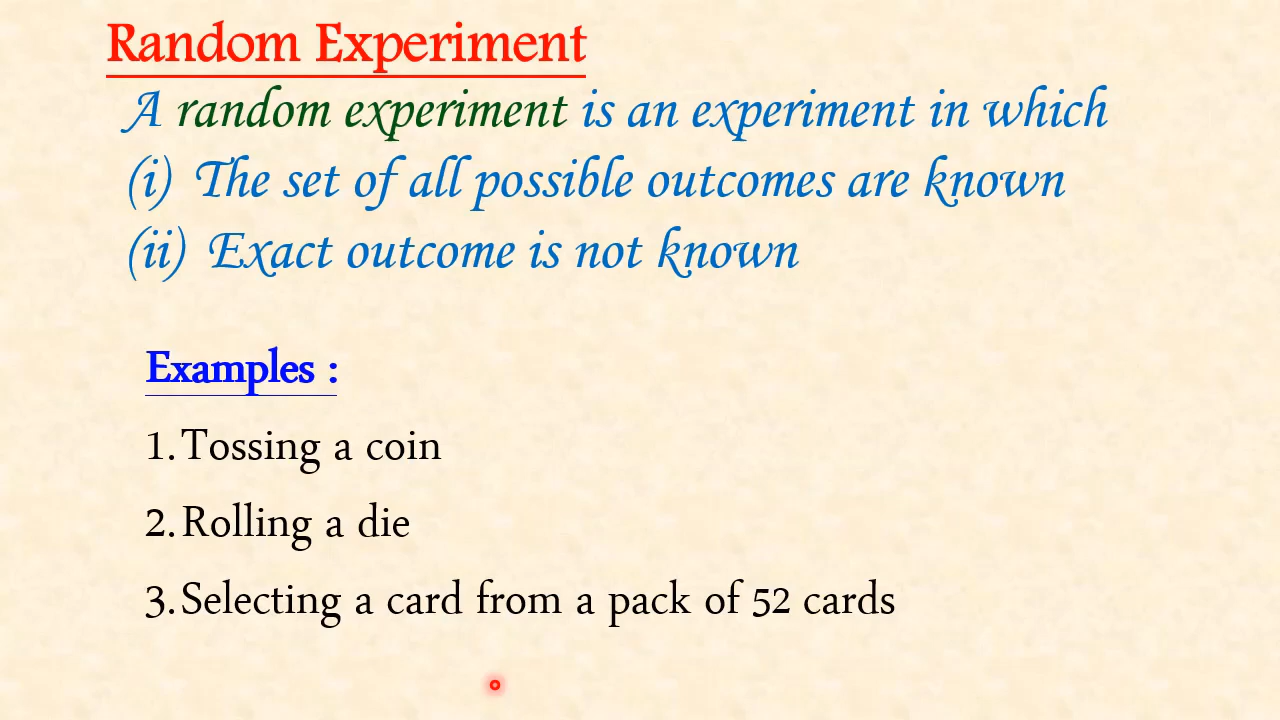 Random Experiment
A random experiment is an experiment in which
(i) The set of all possible outcomes are known
(ii) Exact outcome is not known
Examples :
1. Tossing a coin
2. Rolling a die
3. Selecting a card from a pack of 52 cards